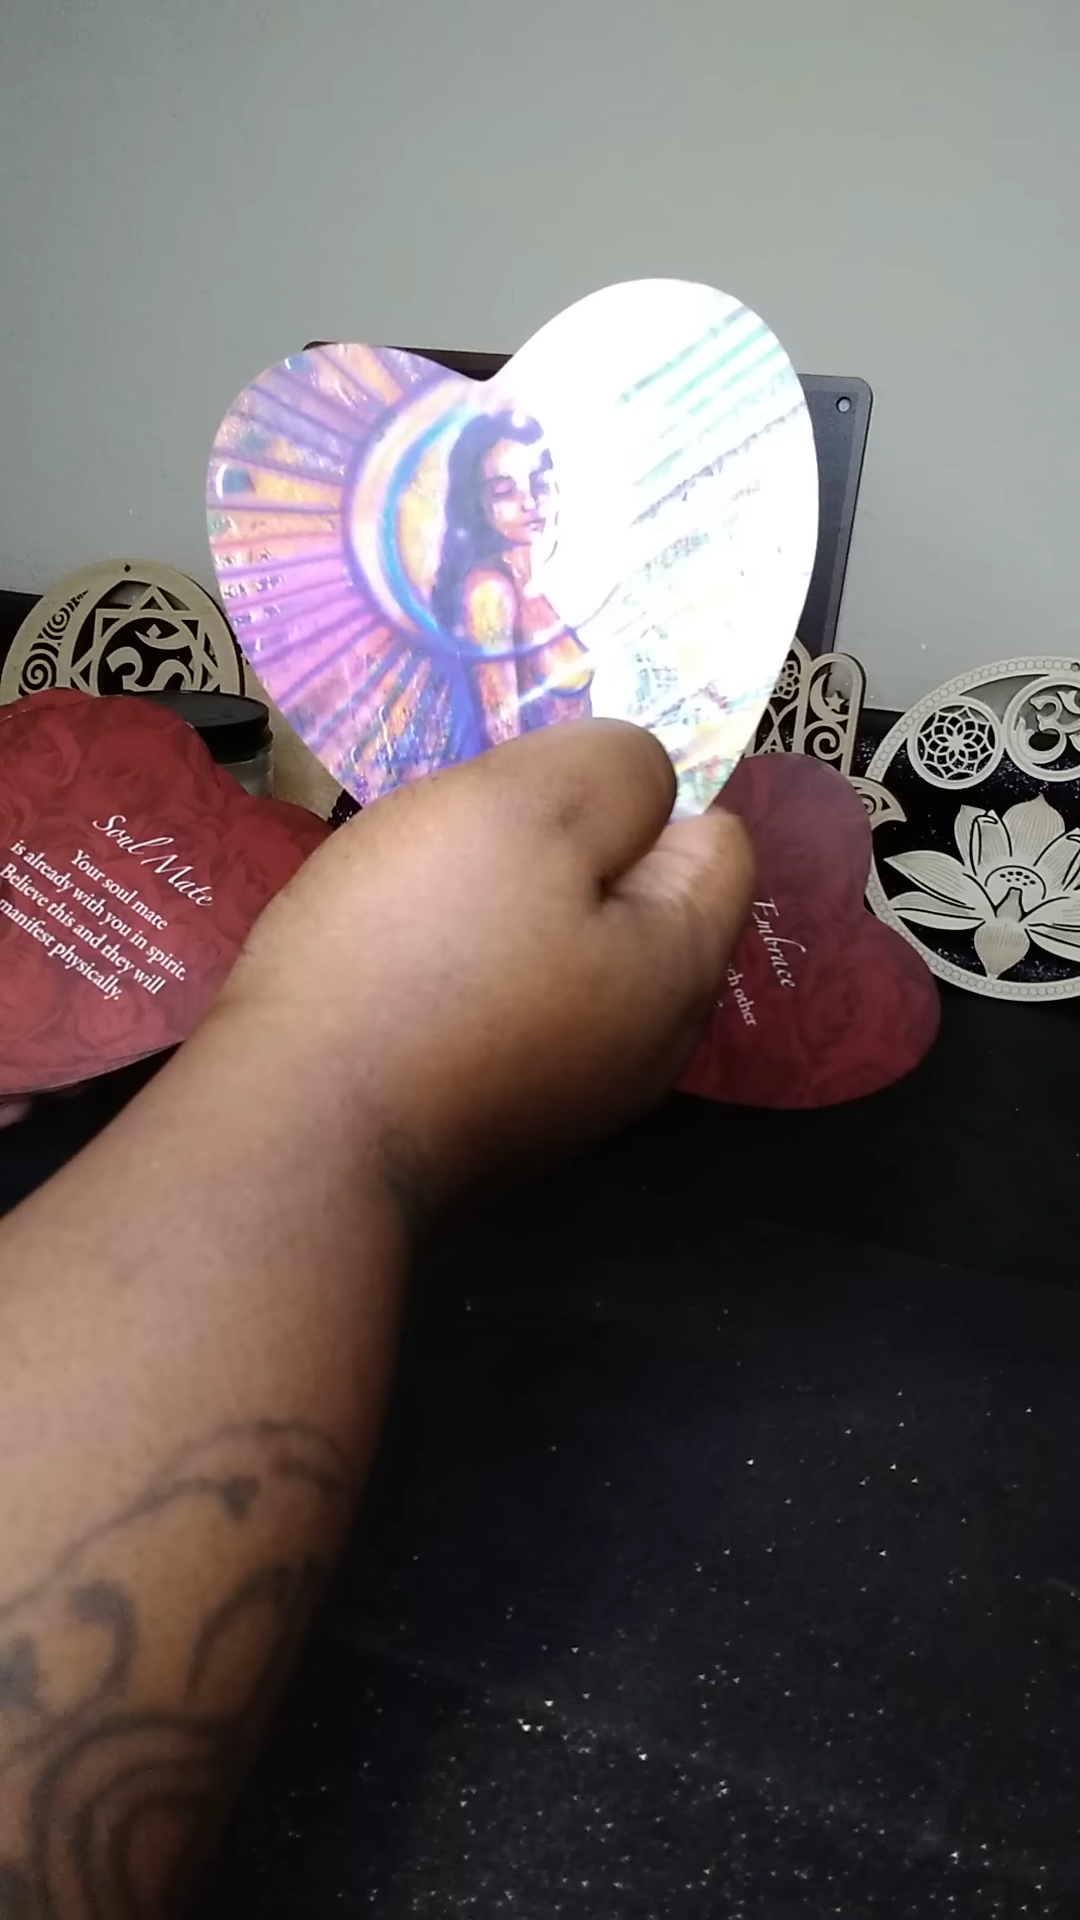 Soul Mate
Your soul mate
is already with you in spirit.
Believe this and they will
manifest physically.
Embrace
other